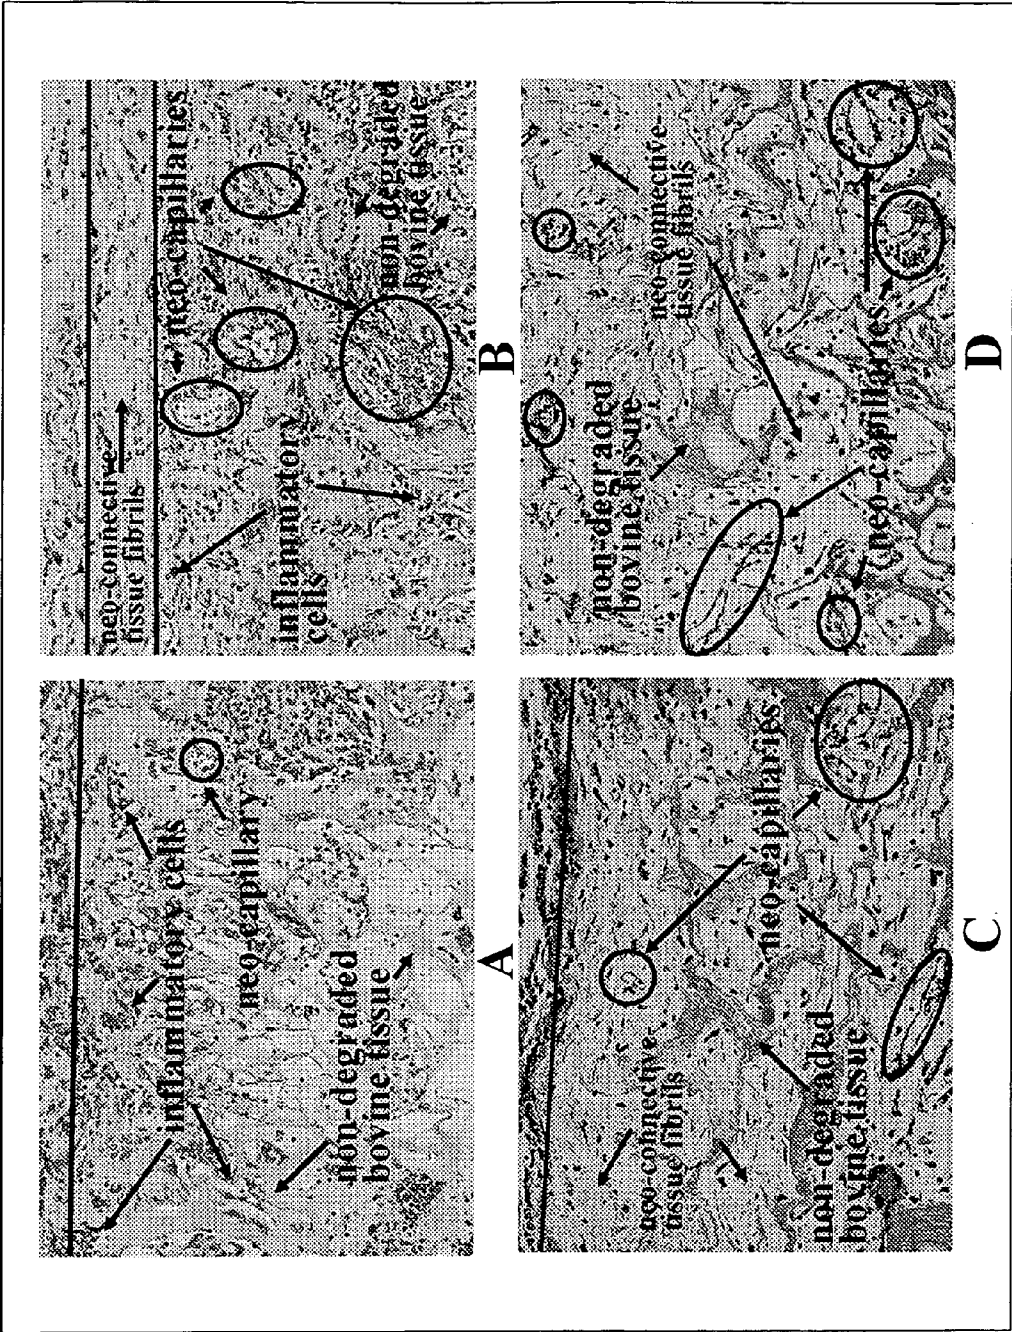 inflammatory cells
neo-capillary
non-degraded
bovine tissue
A
neo-connective
tissue fibrils
neo-capillaries
inflammatory
cells
non-degraded
bovine tissue
B
neo-connective
tissue fibrils
neo-capillaries
non-degraded
bovine tissue
C
non-degraded
bovine tissue
neo-connective-
tissue fibrils
neo-capillaries
D